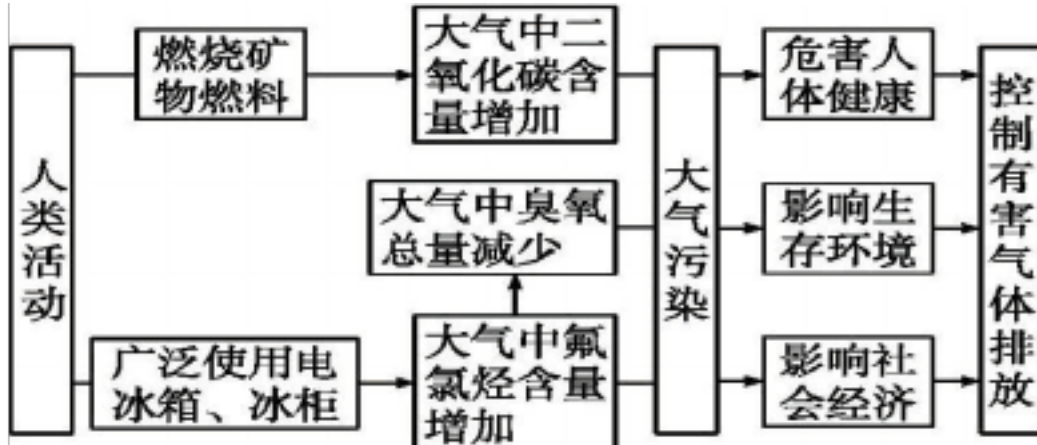 人类活动
燃烧矿
物燃料
大气中二
氧化碳含
量增加
大气中臭氧
总量减少
广泛使用电
冰箱、冰柜
大气中氟
氯烃含量
增加
大气污染
危害人
体健康
影响生
存环境
影响社
会经济
控制有害气体排放